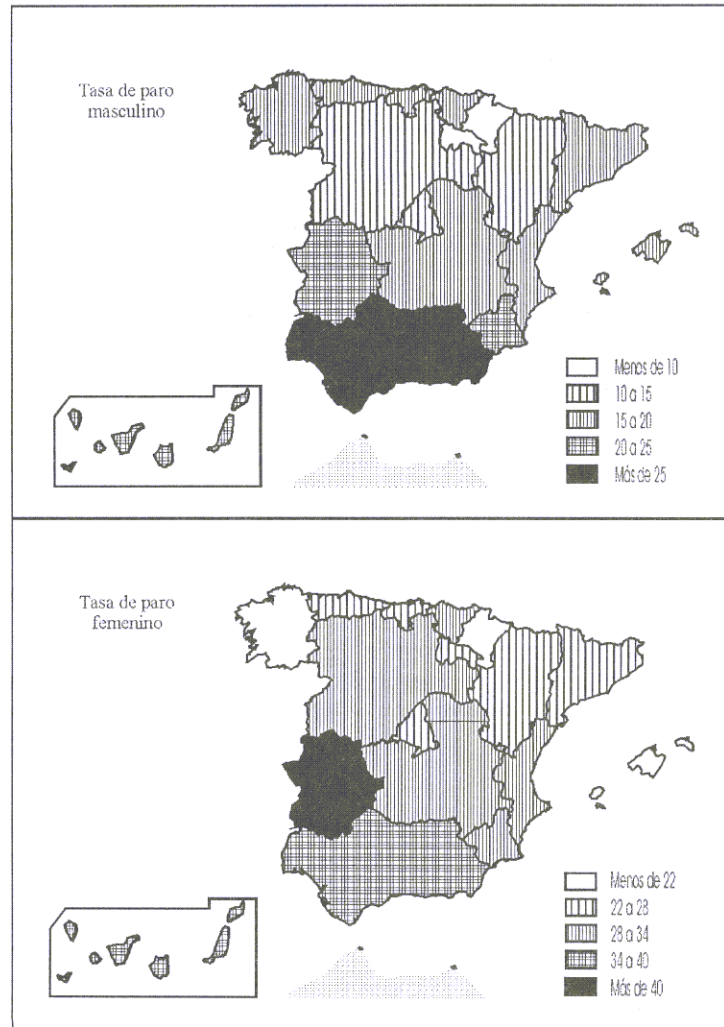 Tasa de paro
masculino
Menos de 10
10 a 15
15 a 20
20 a 25
Más de 25
Tasa de paro
femenino
Menos de 22
22 a 28
28 a 34
34 a 40
Más de 40